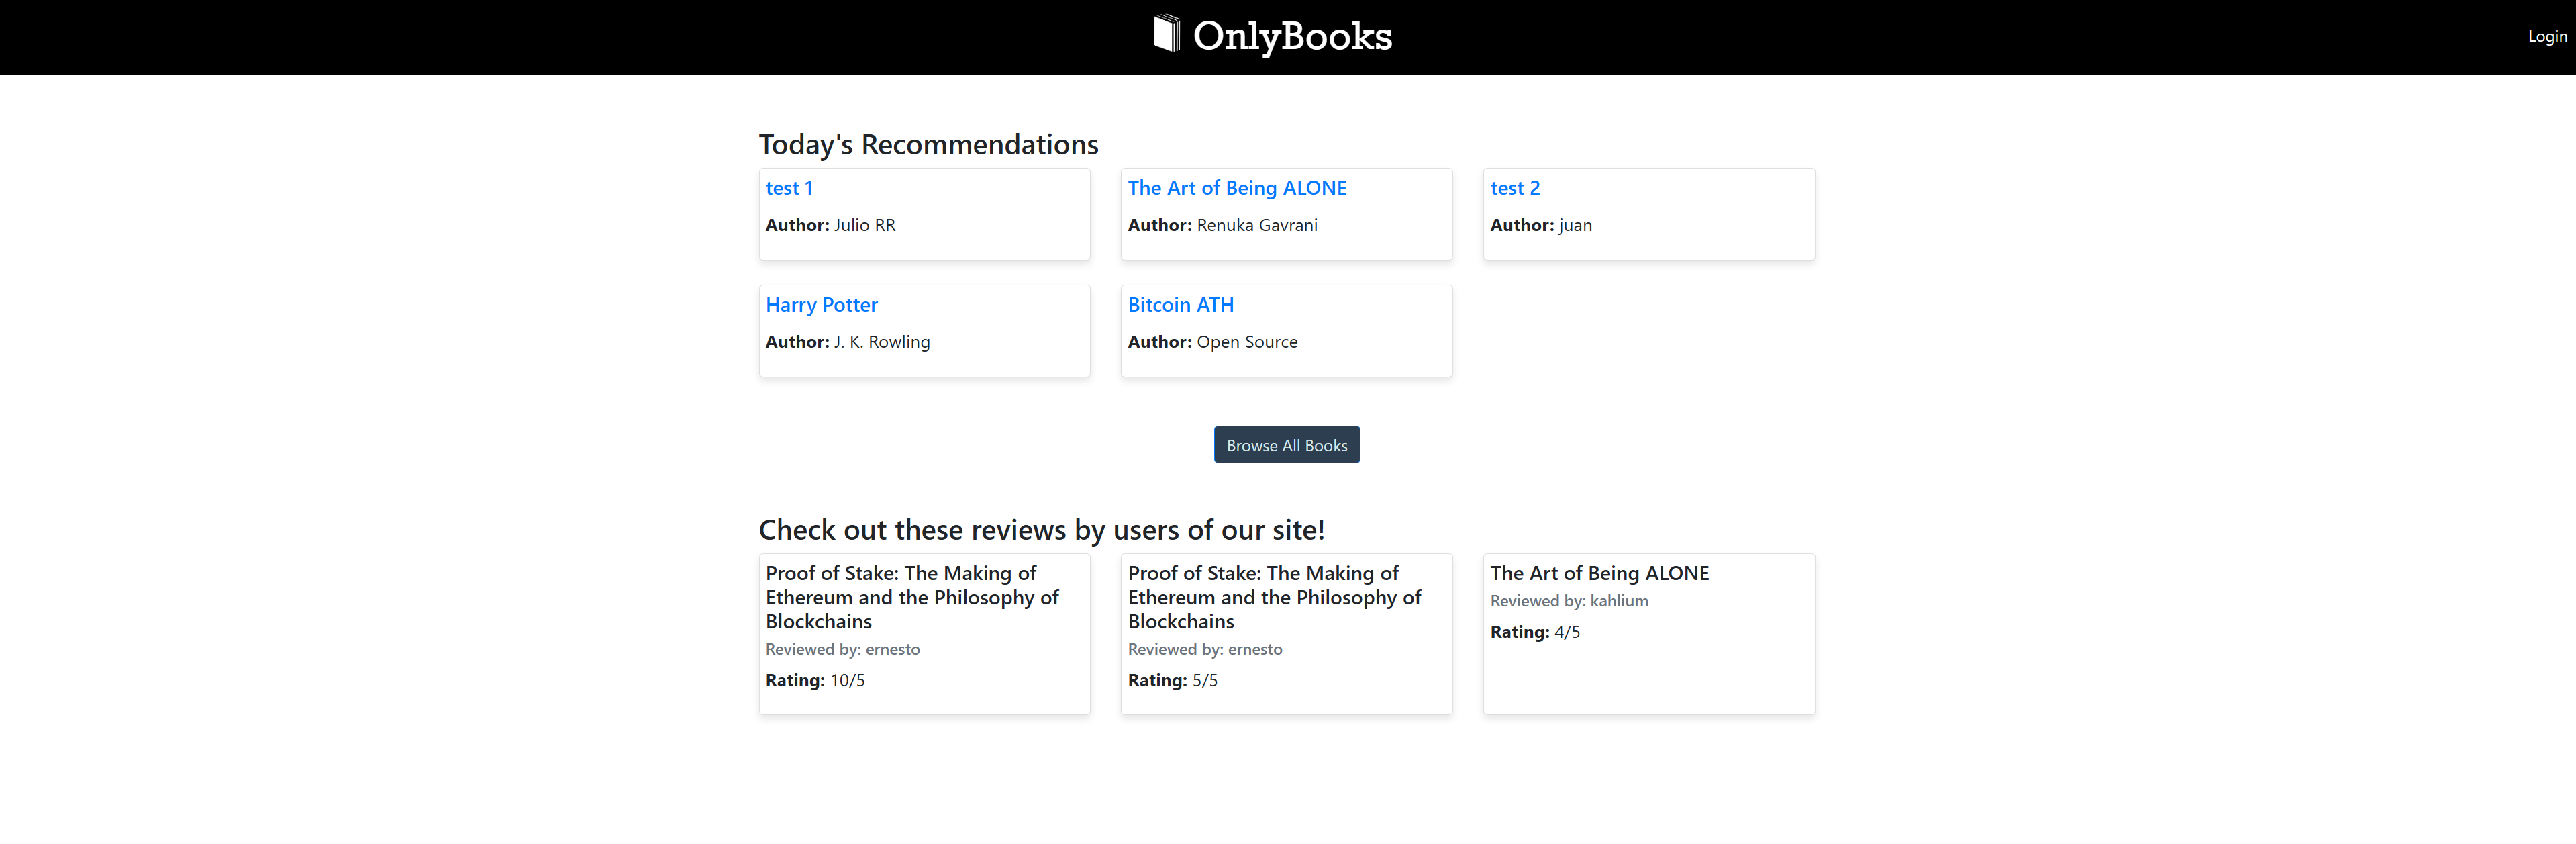 OnlyBooks
Login
Today's Recommendations
test 1
Author: Julio RR
The Art of Being ALONE
Author: Renuka Gavrani
test 2
Author: juan
Harry Potter
Author: J. K. Rowling
Bitcoin ATH
Author: Open Source
Browse All Books
Check out these reviews by users of our site!
Proof of Stake: The Making of
Ethereum and the Philosophy of
Blockchains
Reviewed by: ernesto
Rating: 10/5
Proof of Stake: The Making of
Ethereum and the Philosophy of
Blockchains
Reviewed by: ernesto
Rating: 5/5
The Art of Being ALONE
Reviewed by: kahlium
Rating: 4/5